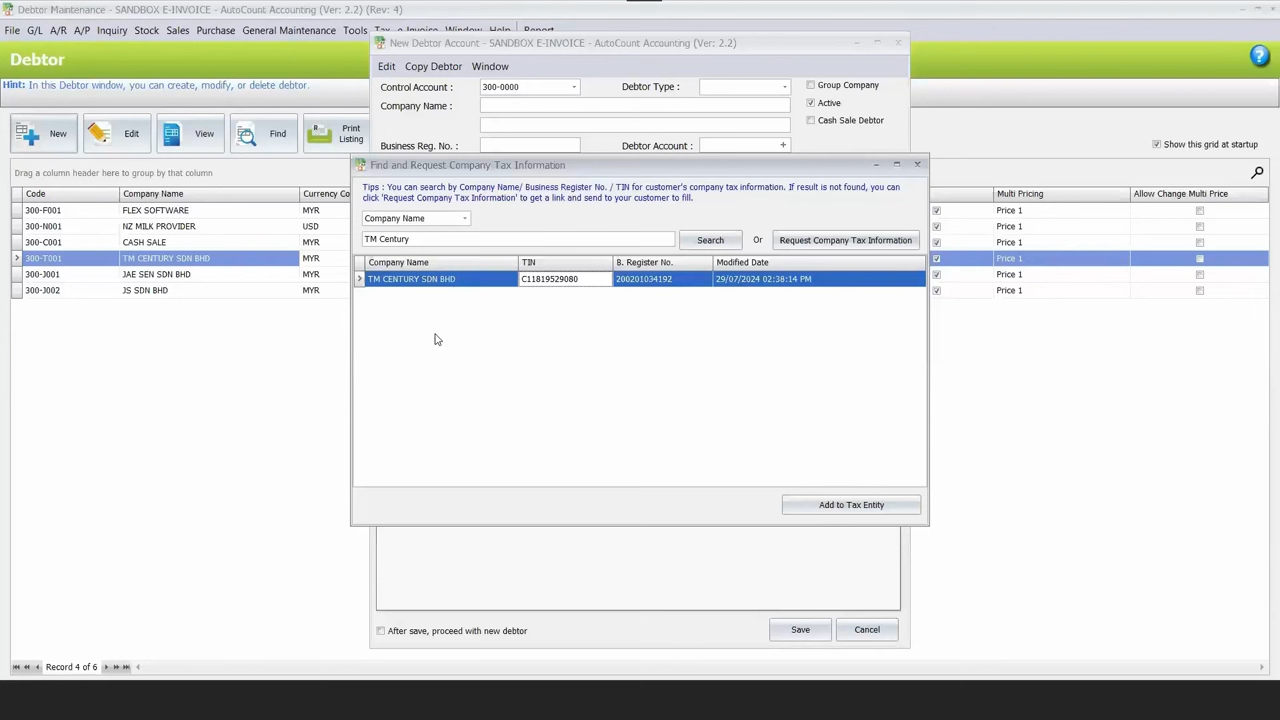 Debtor Maintenance - SANDBOX E-INVOICE - AutoCount Accounting (Ver: 2.2) (Rev: 4)
File G/L A/R A/P Inquiry Stock Sales Purchase General Maintenance Tools Tax e-Invoice Window Help Report
Debtor
Hint: In this Debtor window, you can create, modify, or delete debtor.
New Edit View Find Print Listing
Show this grid at startup
Drag a column header here to group by that column
Code Company Name Currency Co Multi Pricing Allow Change Multi Price
300-F001 FLEX SOFTWARE MYR Price 1
300-N001 NZ MILK PROVIDER USD Price 1
300-C001 CASH SALE MYR Price 1
300-T001 TM CENTURY SDN BHD MYR Price 1
300-J001 JAE SEN SDN BHD MYR Price 1
300-J002 JS SDN BHD MYR Price 1
Record 4 of 6
New Debtor Account - SANDBOX E-INVOICE - AutoCount Accounting (Ver: 2.2)
Edit Copy Debtor Window
Control Account : 300-0000 Debtor Type : Group Company
Company Name : Active
Cash Sale Debtor
Business Reg. No. : Debtor Account : +
Find and Request Company Tax Information
Tips : You can search by Company Name/ Business Register No. / TIN for customer's company tax information. If result is not found, you can
click 'Request Company Tax Information' to get a link and send to your customer to fill.
Company Name
TM Century Search Or Request Company Tax Information
Company Name TIN B. Register No. Modified Date
TM CENTURY SDN BHD C11819529080 200201034192 29/07/2024 02:38:14 PM
Add to Tax Entity
After save, proceed with new debtor Save Cancel